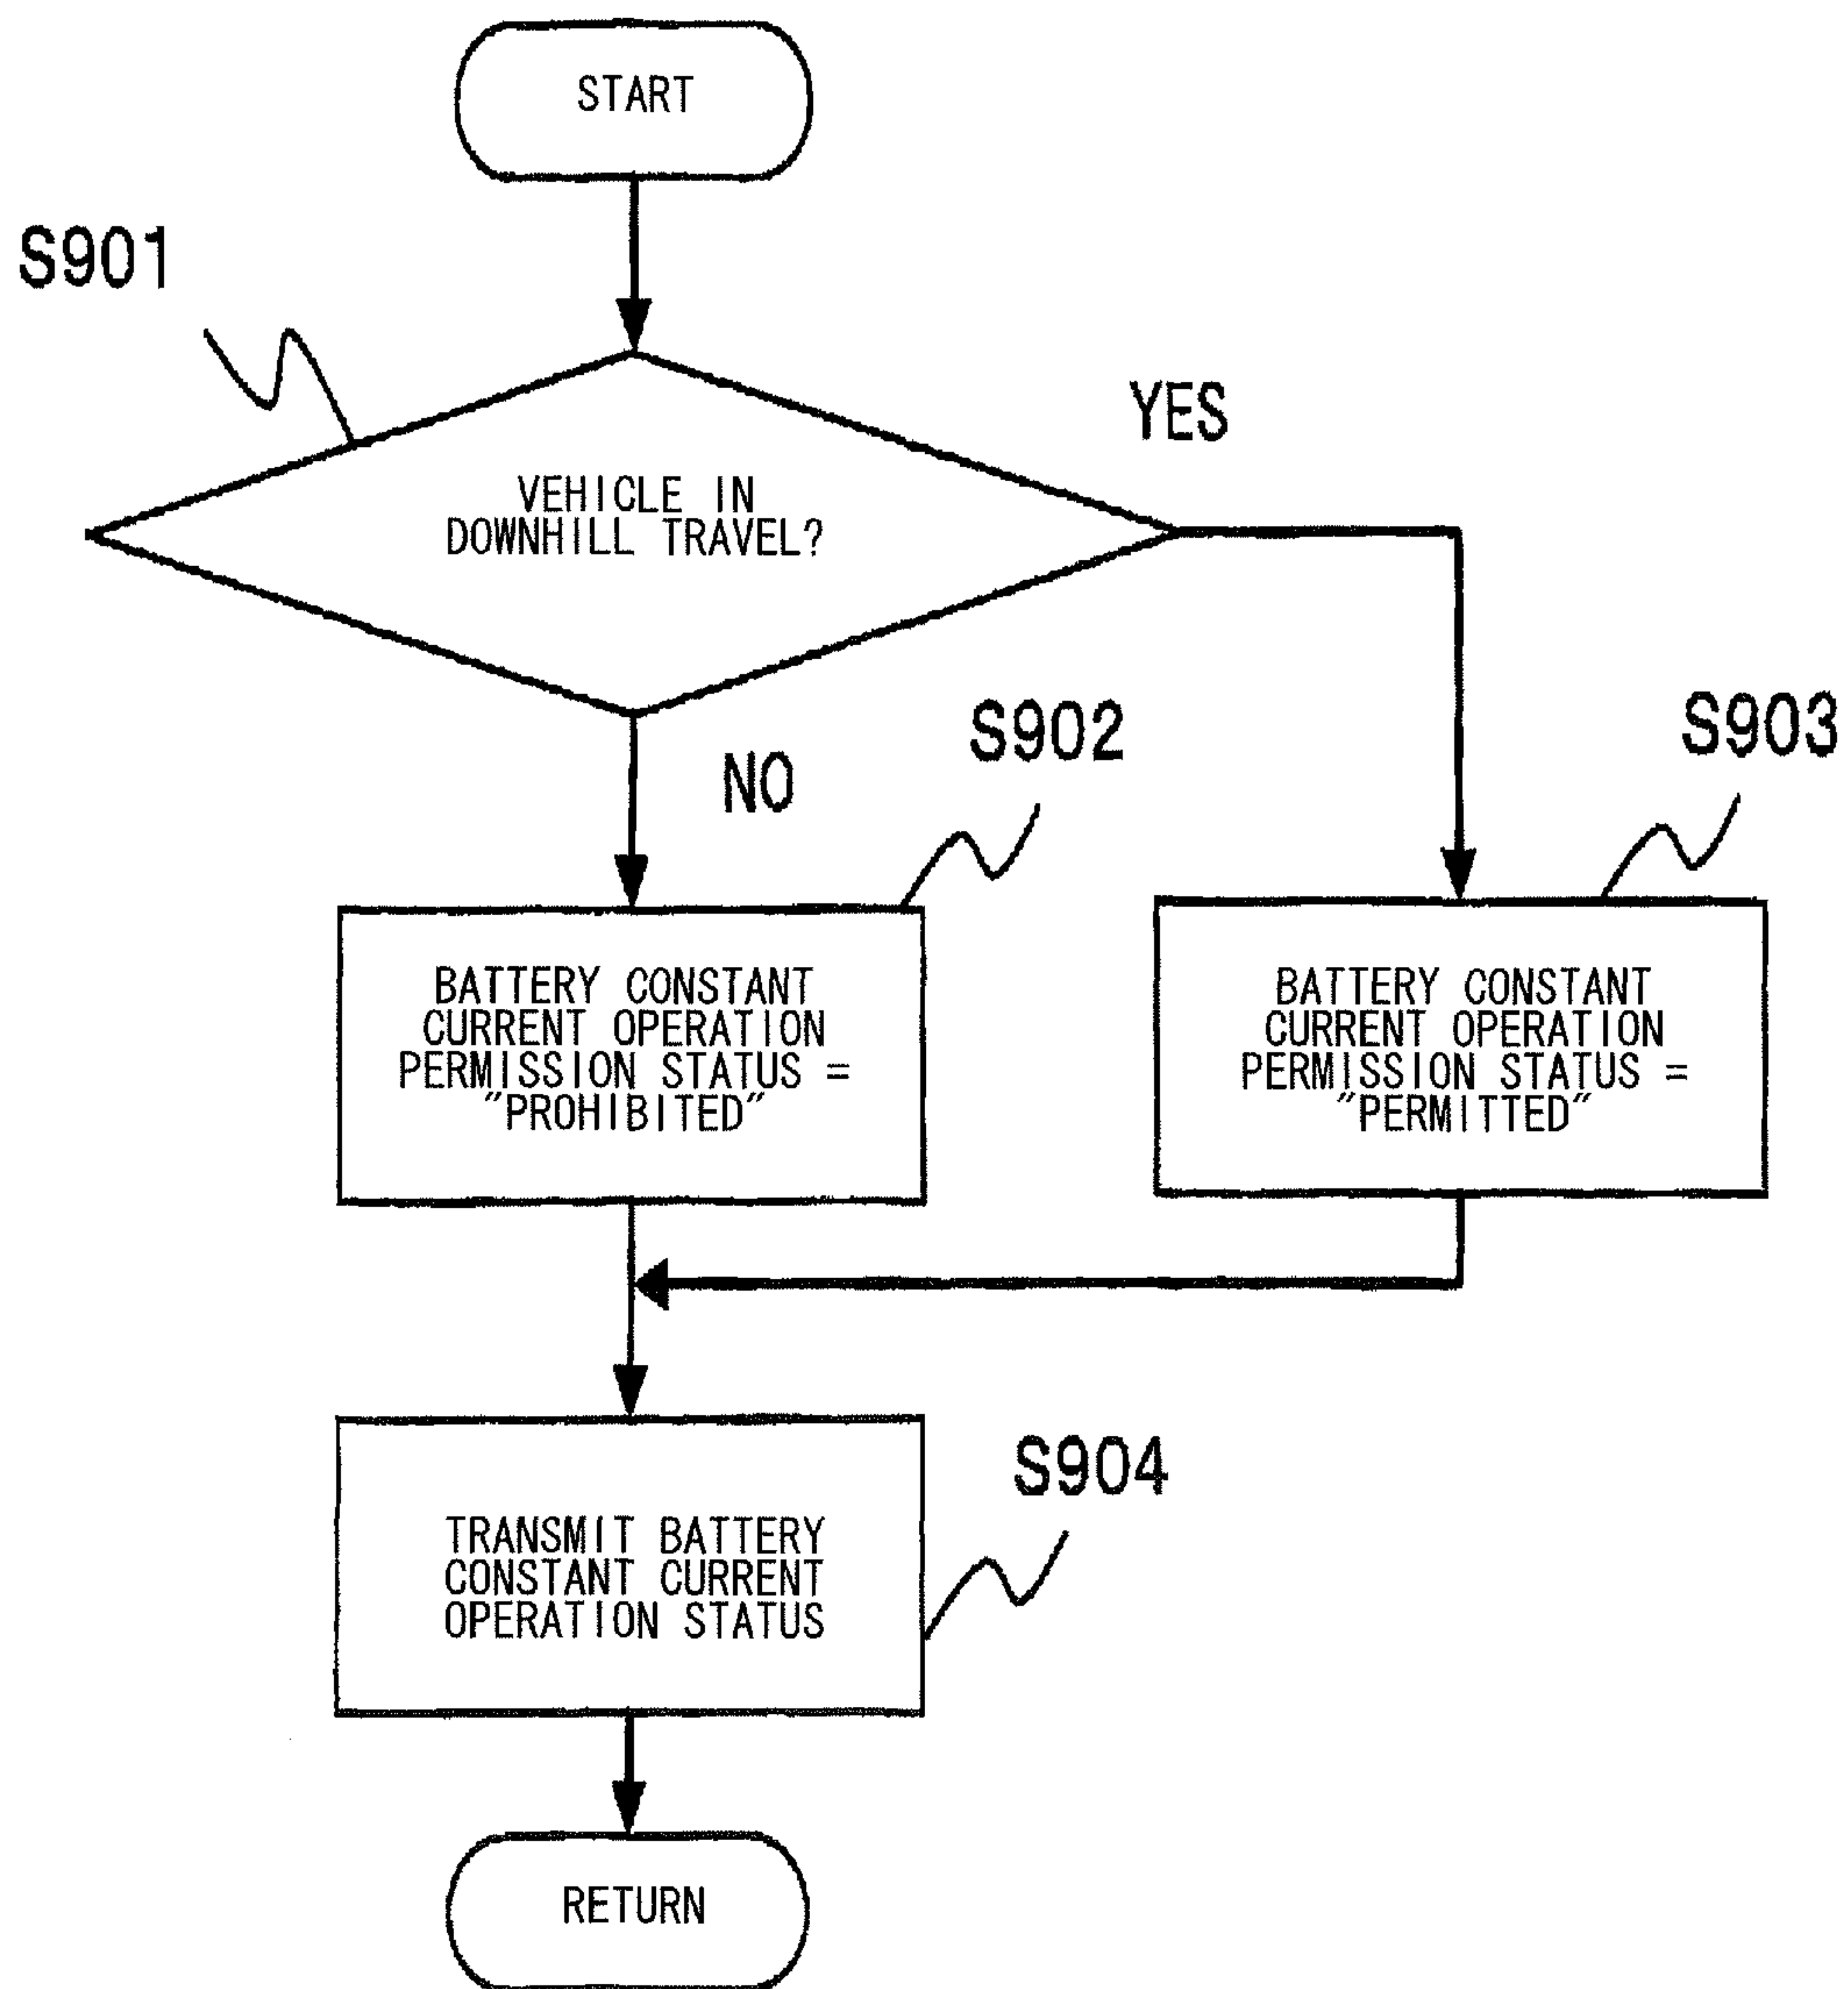 START
S901
YES
VEHICLE IN
DOWNHILL TRAVEL?
NO
S902
S903
BATTERY CONSTANT
CURRENT OPERATION
PERMISSION STATUS =
"PROHIBITED"
BATTERY CONSTANT
CURRENT OPERATION
PERMISSION STATUS =
"PERMITTED"
S904
TRANSMIT BATTERY
CONSTANT CURRENT
OPERATION STATUS
RETURN